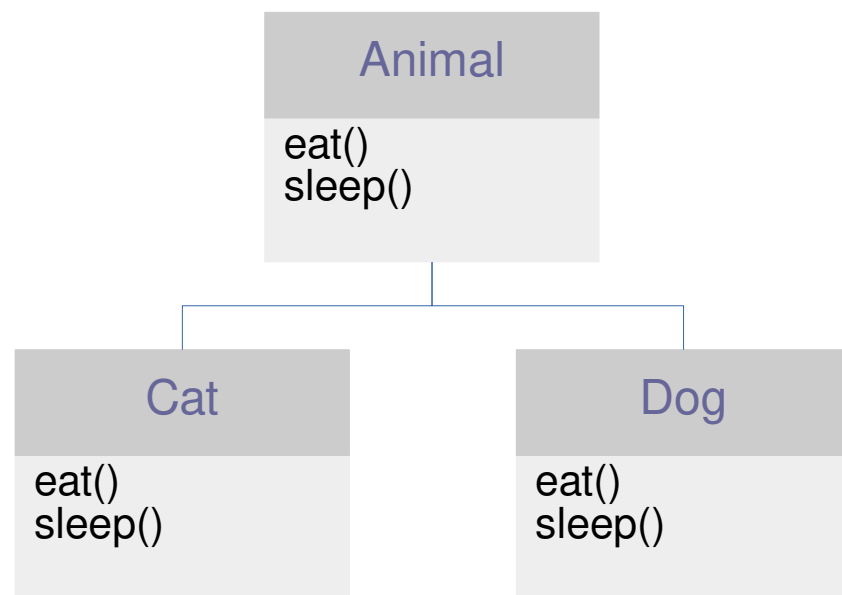 Animal
eat()
sleep()
Cat
eat()
sleep()
Dog
eat()
sleep()